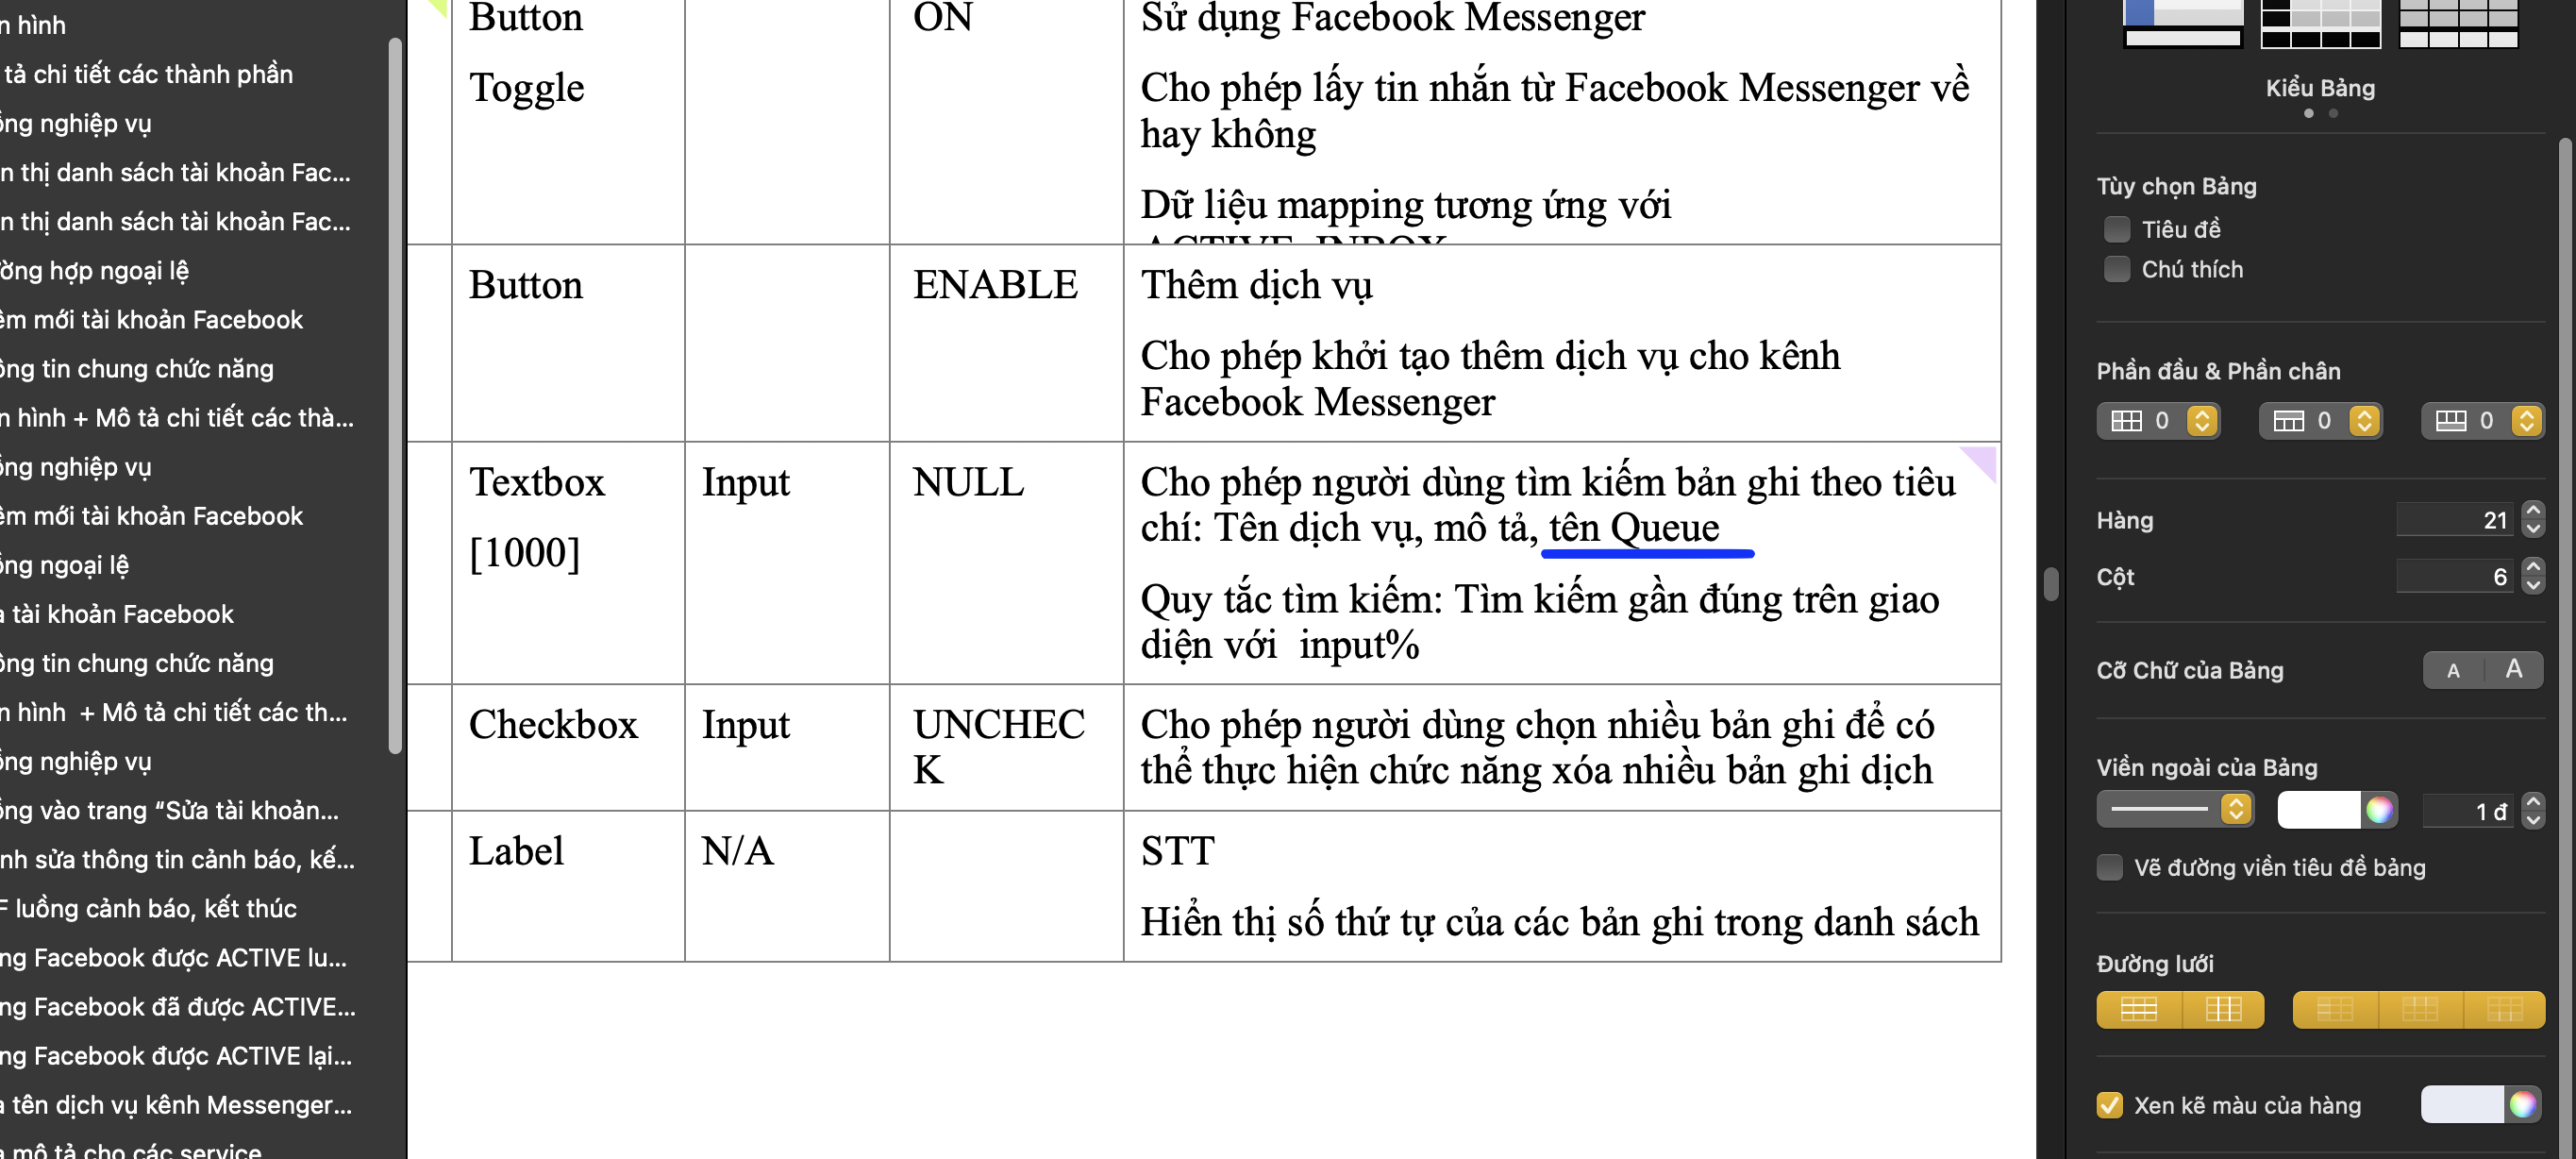 n hình
tả chi tiết các thành phần
ồng nghiệp vụ
n thị danh sách tài khoản Fac...
n thị danh sách tài khoản Fac...
ờng hợp ngoại lệ
êm mới tài khoản Facebook
ông tin chung chức năng
n hình + Mô tả chi tiết các thà...
ồng nghiệp vụ
êm mới tài khoản Facebook
ồng ngoại lệ
a tài khoản Facebook
ông tin chung chức năng
n hình + Mô tả chi tiết các th...
ồng nghiệp vụ
ồng vào trang “Sửa tài khoản...
nh sửa thông tin cảnh báo, kế...
F luồng cảnh báo, kết thúc
ng Facebook được ACTIVE lu...
ng Facebook đã được ACTIVE...
ng Facebook được ACTIVE lại...
a tên dịch vụ kênh Messenger...
a mô tả cho các service
Button
Toggle
ON
Sử dụng Facebook Messenger
Cho phép lấy tin nhắn từ Facebook Messenger về
hay không
Dữ liệu mapping tương ứng với
ACTIVE_INBOX
Button
ENABLE
Thêm dịch vụ
Cho phép khởi tạo thêm dịch vụ cho kênh
Facebook Messenger
Textbox
[1000]
Input
NULL
Cho phép người dùng tìm kiếm bản ghi theo tiêu
chí: Tên dịch vụ, mô tả, tên Queue
Quy tắc tìm kiếm: Tìm kiếm gần đúng trên giao
diện với input%
Checkbox
Input
UNCHEC
K
Cho phép người dùng chọn nhiều bản ghi để có
thể thực hiện chức năng xóa nhiều bản ghi dịch
Label
N/A
STT
Hiển thị số thứ tự của các bản ghi trong danh sách
Kiểu Bảng
Tùy chọn Bảng
Tiêu đề
Chú thích
Phần đầu & Phần chân
0
0
0
Hàng
21
Cột
6
Cỡ Chữ của Bảng
A
A
Viền ngoài của Bảng
1 đ
Vẽ đường viền tiêu đề bảng
Đường lưới
Xen kẽ màu của hàng